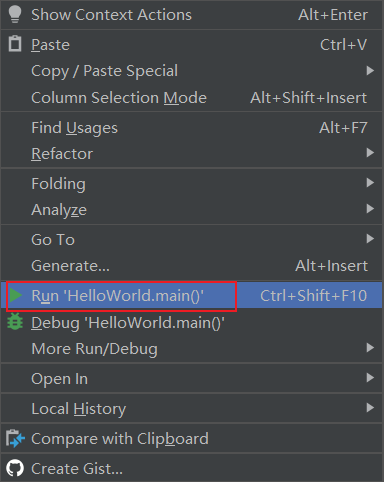 Show Context Actions Alt+Enter
Paste Ctrl+V
Copy / Paste Special
Column Selection Mode Alt+Shift+Insert
Find Usages Alt+F7
Refactor
Folding
Analyze
Go To
Generate... Alt+Insert
Run 'HelloWorld.main()' Ctrl+Shift+F10
Debug 'HelloWorld.main()'
More Run/Debug
Open In
Local History
Compare with Clipboard
Create Gist...